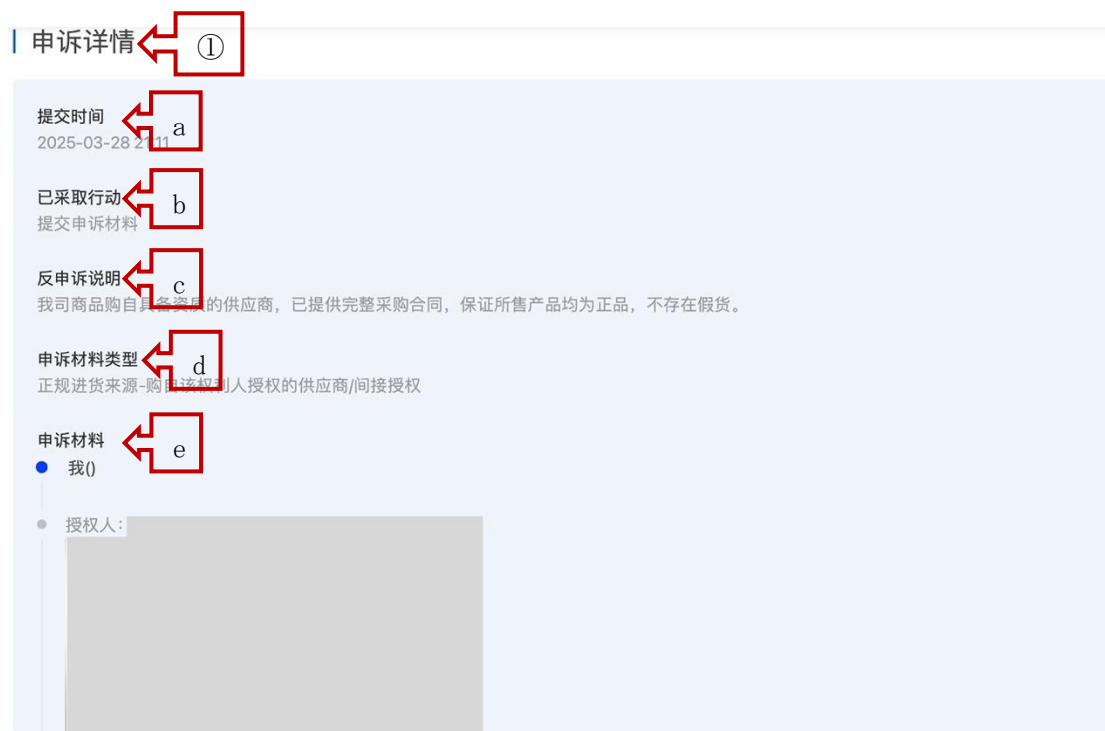 申诉详情
①
提交时间
a
2025-03-28 21:11
已采取行动
b
提交申诉材料
反申诉说明
c
我司商品购自具备资质的供应商，已提供完整采购合同，保证所售产品均为正品，不存在假货。
申诉材料类型
d
正规进货来源-购自该权利人授权的供应商/间接授权
申诉材料
e
我()
授权人：